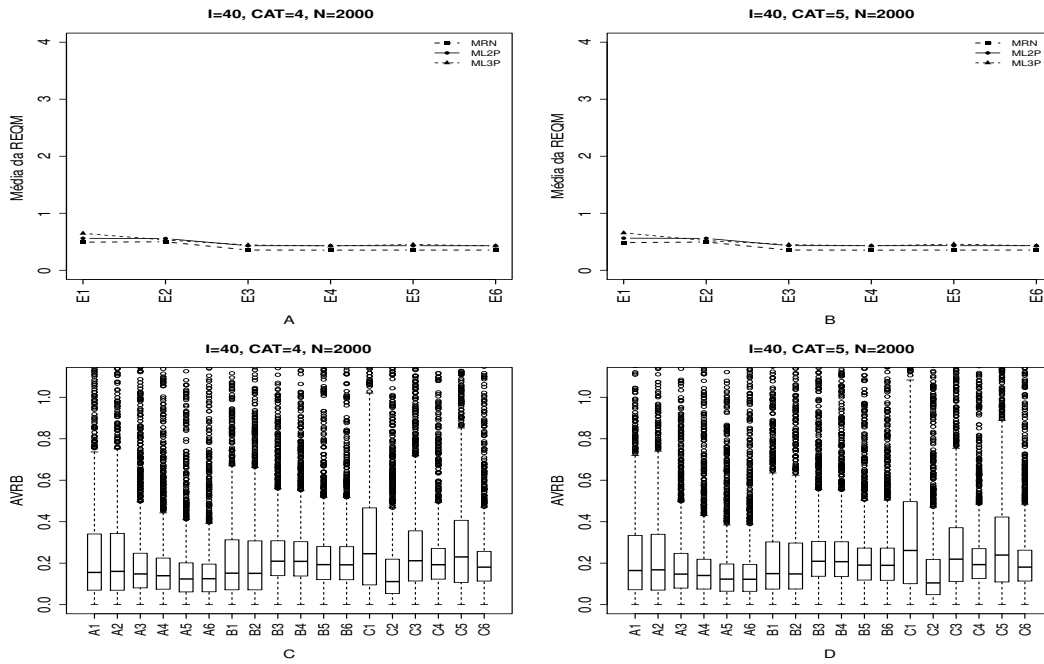 I=40, CAT=4, N=2000
MRN
ML2P
ML3P
Média da REQM
4
3
2
1
0
E1 E2 E3 E4 E5 E6
A
I=40, CAT=5, N=2000
MRN
ML2P
ML3P
Média da REQM
4
3
2
1
0
E1 E2 E3 E4 E5 E6
B
I=40, CAT=4, N=2000
AVRB
1.0
0.8
0.6
0.4
0.2
0.0
A1 A2 A3 A4 A5 A6 B1 B2 B3 B4 B5 B6 C1 C2 C3 C4 C5 C6
C
I=40, CAT=5, N=2000
AVRB
1.0
0.8
0.6
0.4
0.2
0.0
A1 A2 A3 A4 A5 A6 B1 B2 B3 B4 B5 B6 C1 C2 C3 C4 C5 C6
D